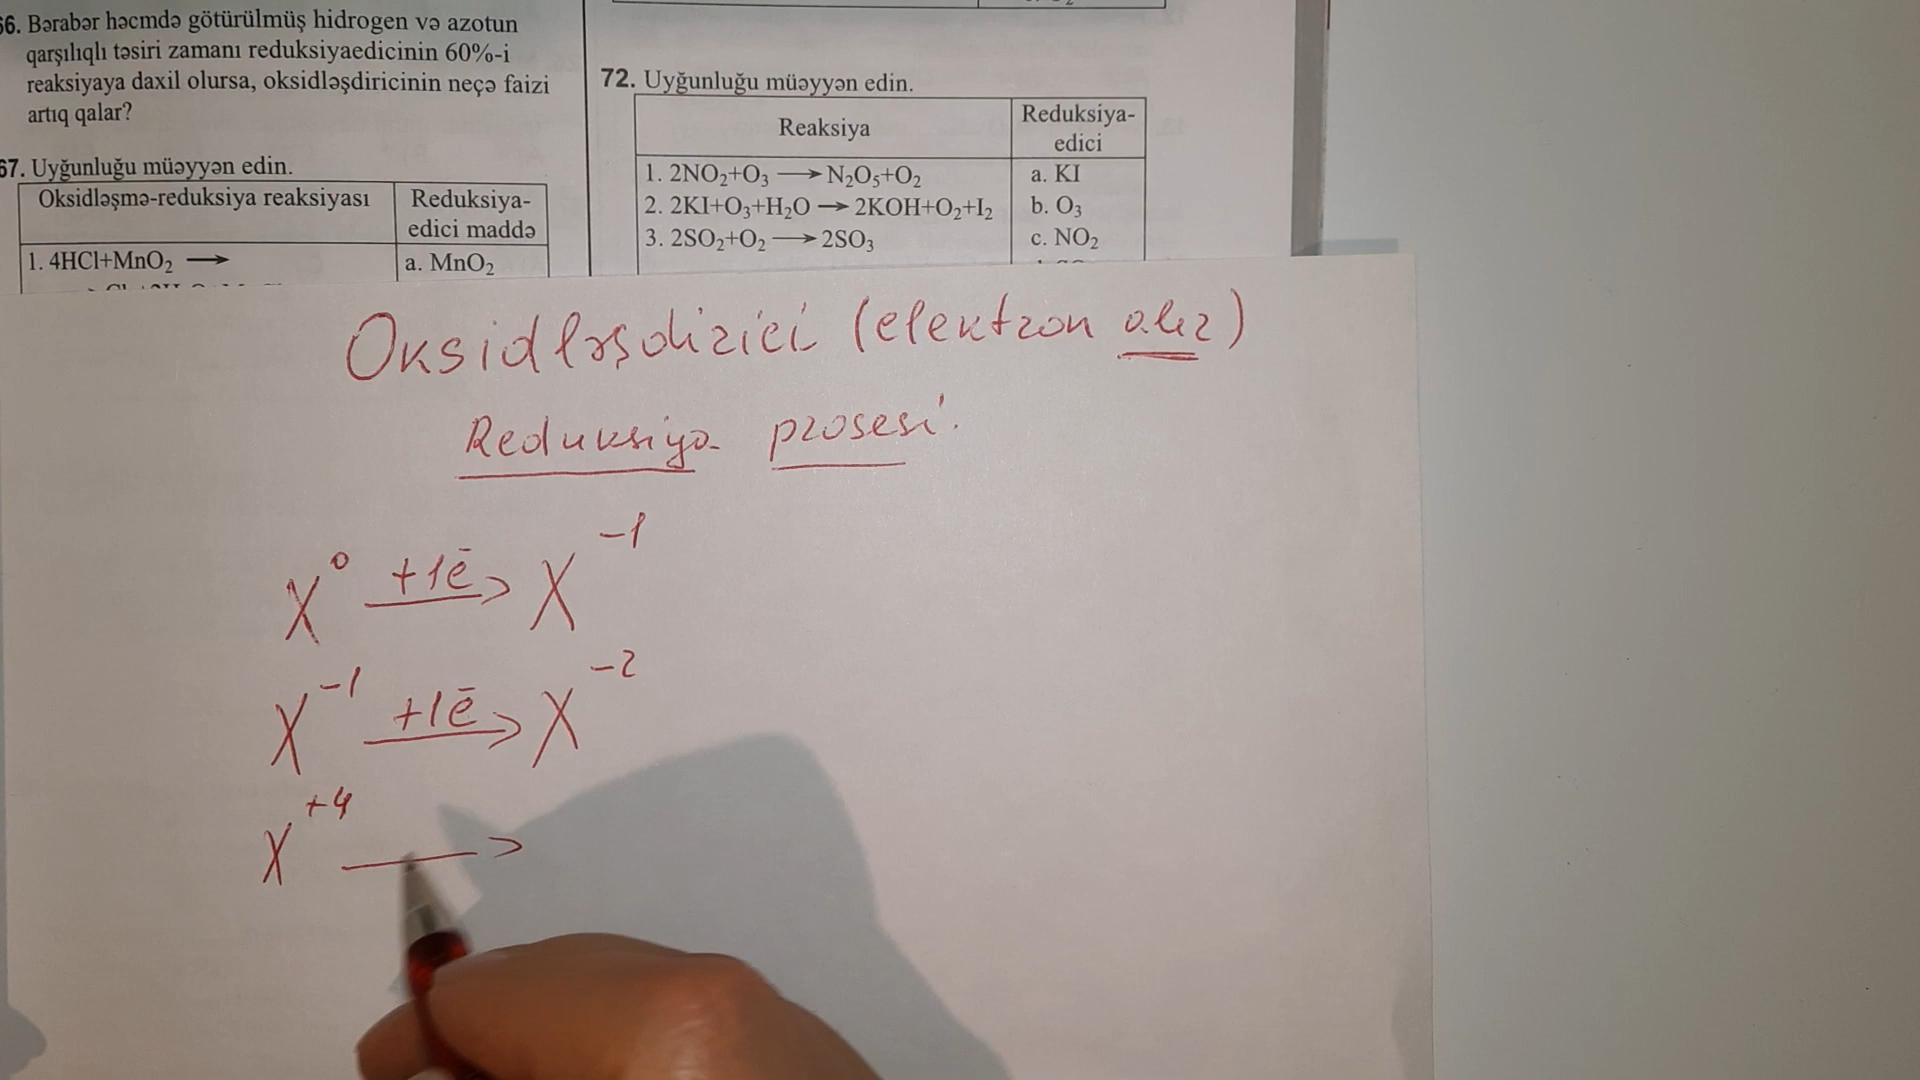 66. Bərabər həcmdə götürülmüş hidrogen və azotun
qarşılıqlı təsiri zamanı reduksiyaedicinin 60%-i
reaksiyaya daxil olursa, oksidləşdiricinin neçə faizi
artıq qalar?
67. Uyğunluğu müəyyən edin.
Oksidləşmə-reduksiya reaksiyası
Reduksiya-
edici maddə
1. 4HCl+MnO₂ ⟶
a. MnO₂
72. Uyğunluğu müəyyən edin.
Reaksiya
Reduksiya-
edici
1. 2NO₂+O₃ ⟶ N₂O₅+O₂
a. KI
2. 2KI+O₃+H₂O ⟶ 2KOH+O₂+I₂
b. O₃
3. 2SO₂+O₂ ⟶ 2SO₃
c. NO₂
Oksidləşdirici (elektron alır)
Reduksiya prosesi.
X⁰ +1ē→ X⁻¹
X⁻¹ +1ē→ X⁻²
X⁺⁴ →